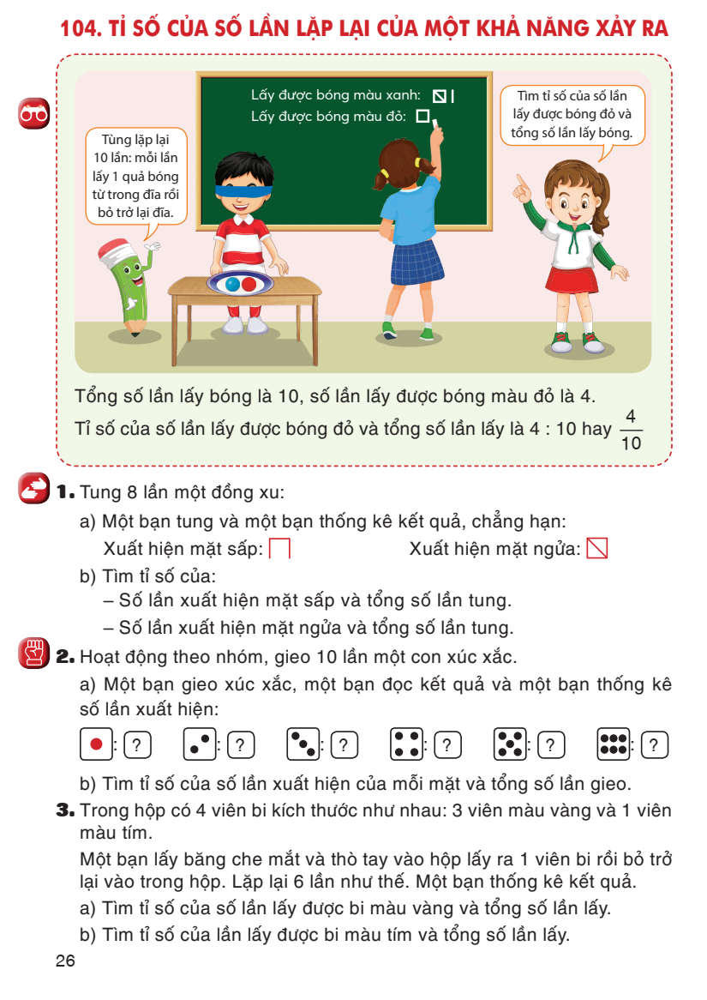 104. TỈ SỐ CỦA SỐ LẦN LẶP LẠI CỦA MỘT KHẢ NĂNG XẢY RA
Lấy được bóng màu xanh:
Lấy được bóng màu đỏ:
Tìm tỉ số của số lần
lấy được bóng đỏ và
tổng số lần lấy bóng.
Tùng lặp lại
10 lần: mỗi lần
lấy 1 quả bóng
từ trong đĩa rồi
bỏ trở lại đĩa.
Tổng số lần lấy bóng là 10, số lần lấy được bóng màu đỏ là 4.
Tỉ số của số lần lấy được bóng đỏ và tổng số lần lấy là 4 : 10 hay 4/10
1. Tung 8 lần một đồng xu:
a) Một bạn tung và một bạn thống kê kết quả, chẳng hạn:
Xuất hiện mặt sấp: Xuất hiện mặt ngửa:
b) Tìm tỉ số của:
– Số lần xuất hiện mặt sấp và tổng số lần tung.
– Số lần xuất hiện mặt ngửa và tổng số lần tung.
2. Hoạt động theo nhóm, gieo 10 lần một con xúc xắc.
a) Một bạn gieo xúc xắc, một bạn đọc kết quả và một bạn thống kê
số lần xuất hiện:
: ? : ? : ? : ? : ? : ?
b) Tìm tỉ số của số lần xuất hiện của mỗi mặt và tổng số lần gieo.
3. Trong hộp có 4 viên bi kích thước như nhau: 3 viên màu vàng và 1 viên
màu tím.
Một bạn lấy băng che mắt và thò tay vào hộp lấy ra 1 viên bi rồi bỏ trở
lại vào trong hộp. Lặp lại 6 lần như thế. Một bạn thống kê kết quả.
a) Tìm tỉ số của số lần lấy được bi màu vàng và tổng số lần lấy.
b) Tìm tỉ số của lần lấy được bi màu tím và tổng số lần lấy.
26